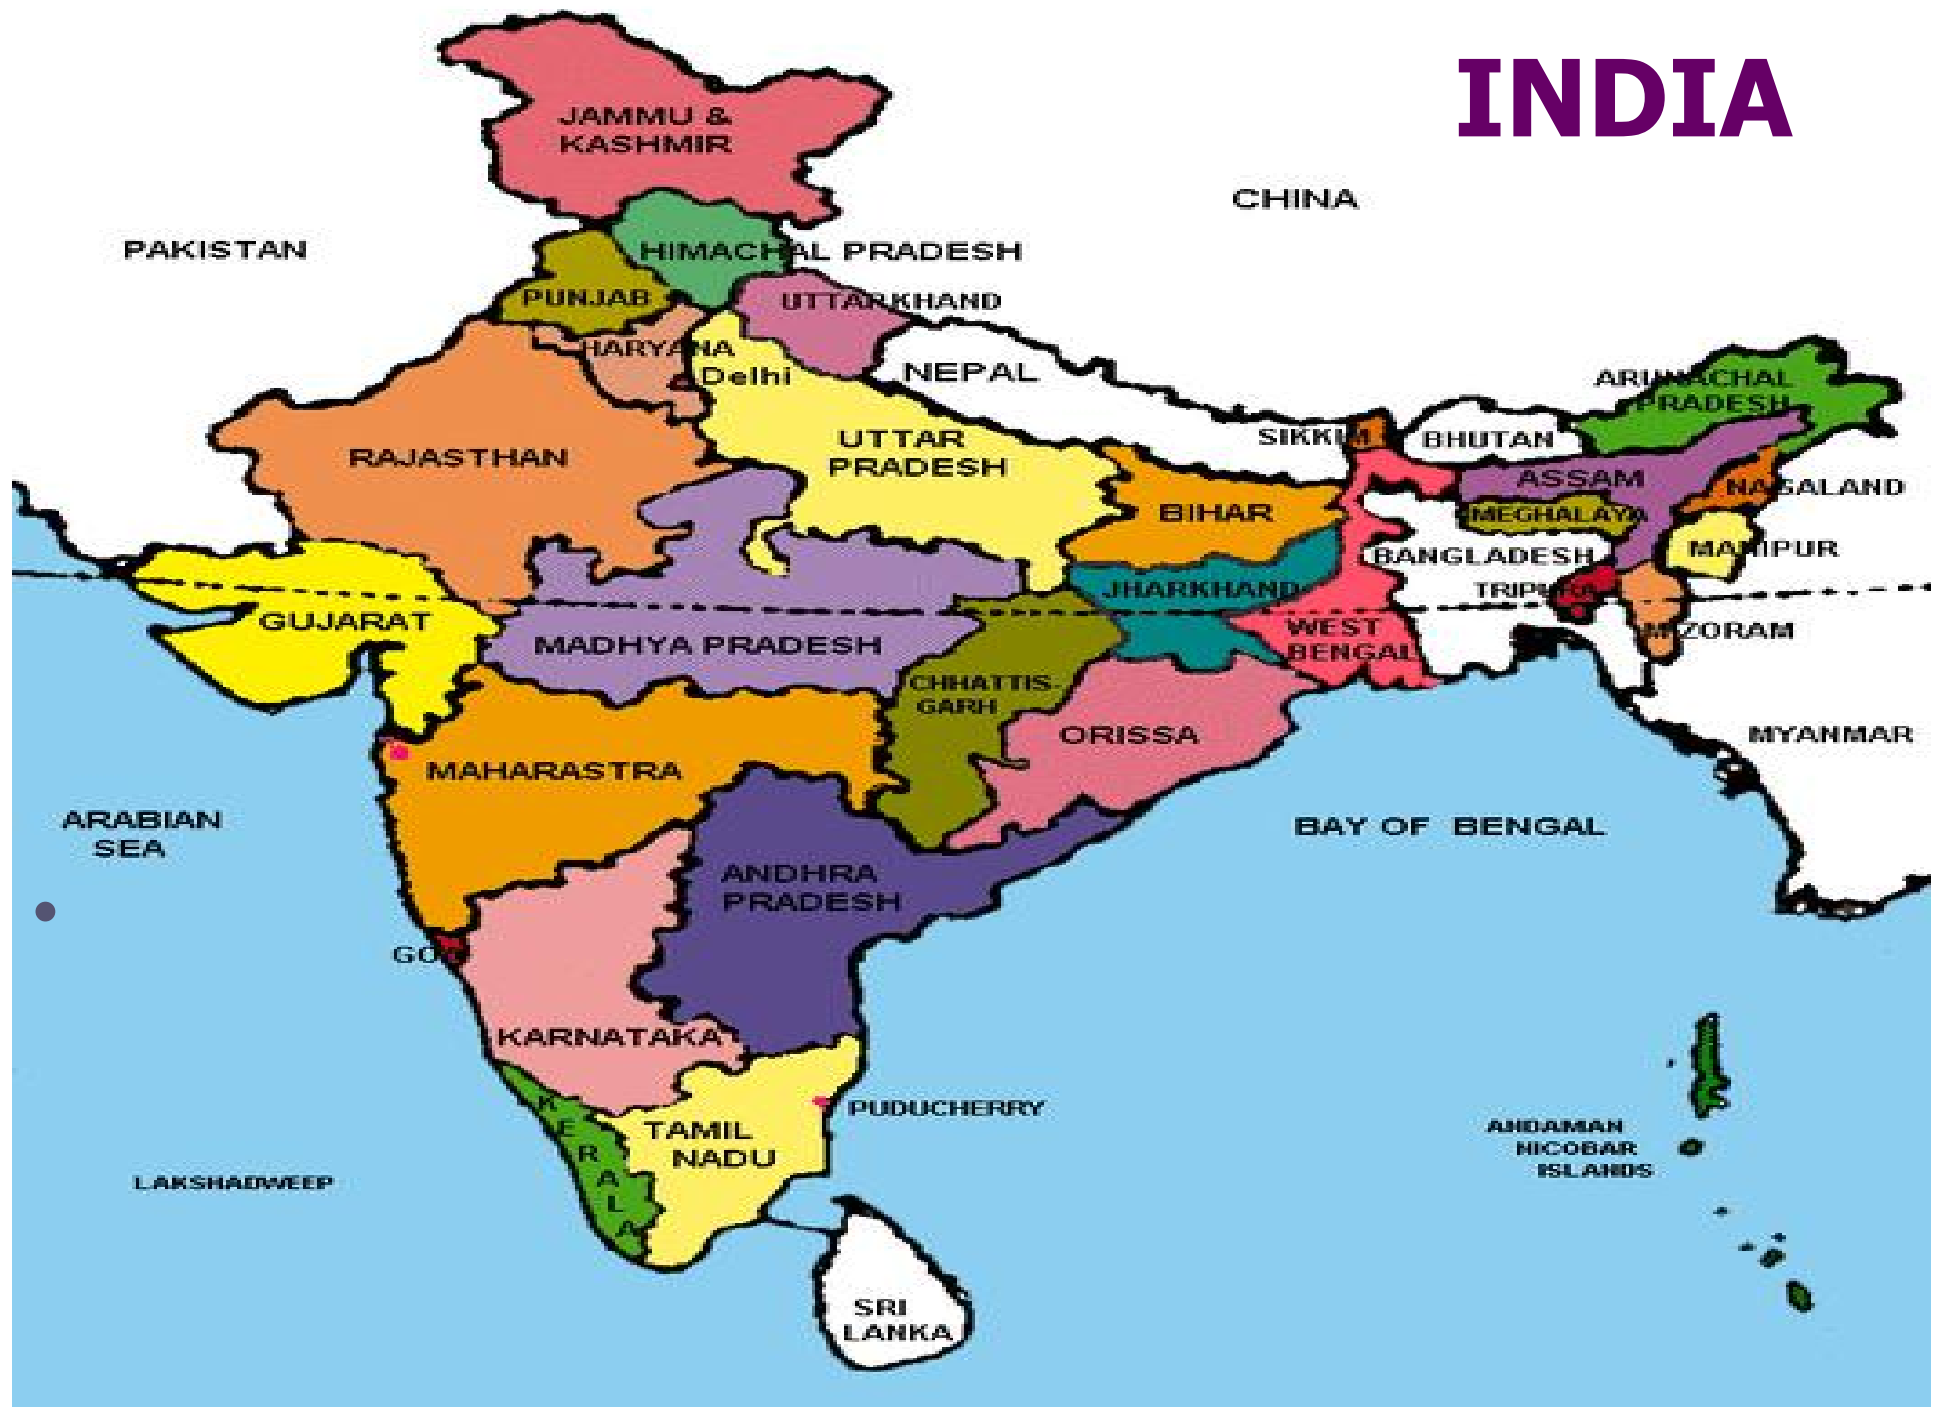 INDIA
JAMMU &
KASHMIR
CHINA
PAKISTAN
HIMACHAL PRADESH
PUNJAB
UTTARKHAND
HARYANA
Delhi
NEPAL
ARUNACHAL
PRADESH
SIKKIM
BHUTAN
RAJASTHAN
UTTAR
PRADESH
ASSAM
NAGALAND
BIHAR
MEGHALAYA
MANIPUR
BANGLADESH
JHARKHAND
TRIPURA
GUJARAT
MADHYA PRADESH
WEST
BENGAL
MIZORAM
CHHATTIS-
GARH
ORISSA
MYANMAR
MAHARASTRA
ARABIAN
SEA
BAY OF BENGAL
ANDHRA
PRADESH
GOA
KARNATAKA
KERALA
PUDUCHERRY
TAMIL
NADU
ANDAMAN
NICOBAR
ISLANDS
LAKSHADWEEP
SRI
LANKA